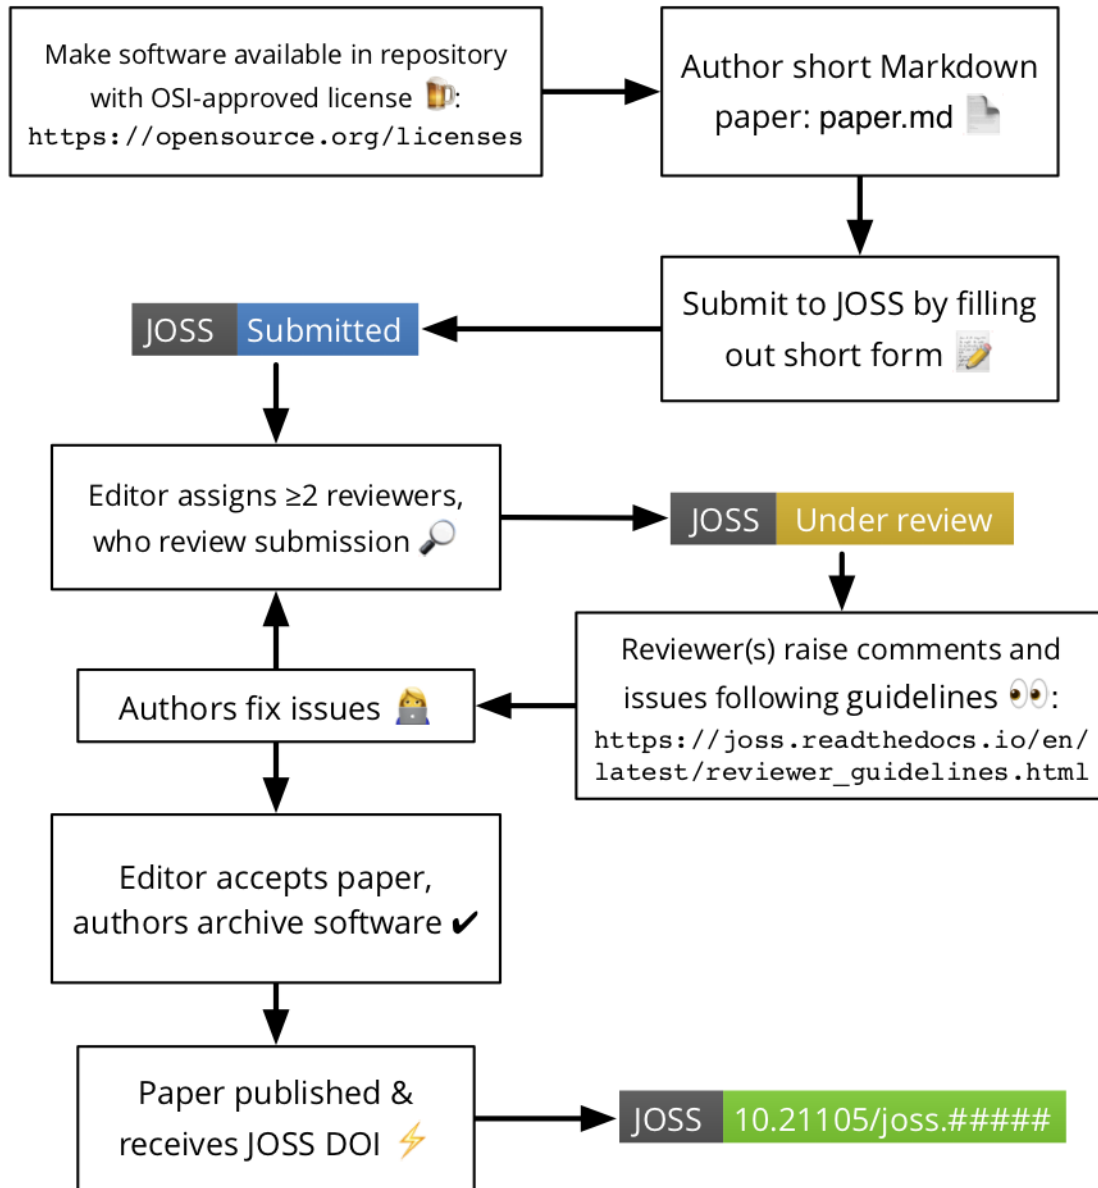 Make software available in repository
with OSI-approved license 🍺:
https://opensource.org/licenses
Author short Markdown
paper: paper.md
Submit to JOSS by filling
out short form 📝
JOSS Submitted
Editor assigns ≥2 reviewers,
who review submission 🔎
JOSS Under review
Reviewer(s) raise comments and
issues following guidelines 👀:
https://joss.readthedocs.io/en/
latest/reviewer_guidelines.html
Authors fix issues 👩‍💻
Editor accepts paper,
authors archive software ✔
Paper published &
receives JOSS DOI ⚡
JOSS 10.21105/joss.#####